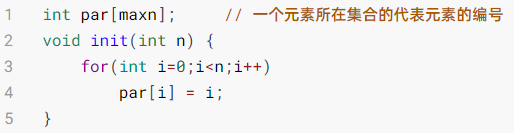 1 int par[maxn];      // 一个元素所在集合的代表元素的编号
2 void init(int n) {
3     for(int i=0;i<n;i++)
4         par[i] = i;
5 }